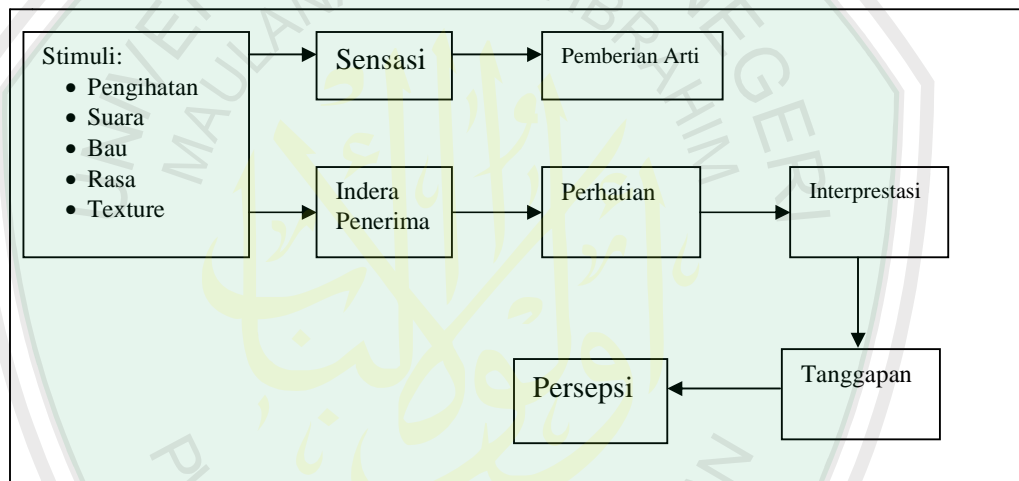 Stimuli:
• Pengihatan
• Suara
• Bau
• Rasa
• Texture
Sensasi
Pemberian Arti
Indera
Penerima
Perhatian
Interprestasi
Tanggapan
Persepsi